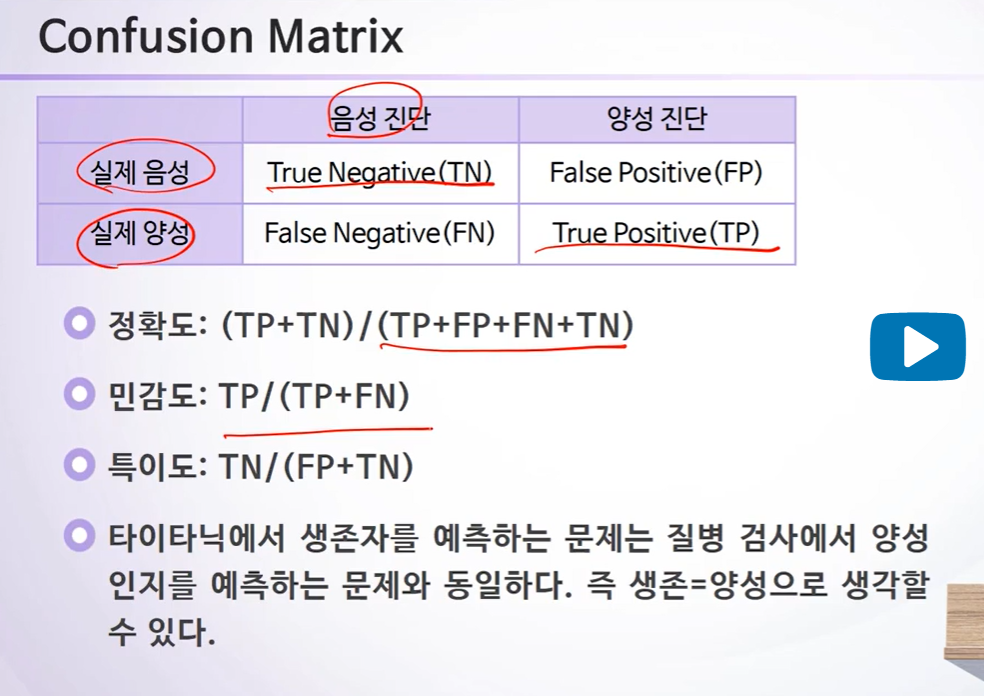 Confusion Matrix
음성 진단 양성 진단
실제 음성 True Negative(TN) False Positive(FP)
실제 양성 False Negative(FN) True Positive(TP)
정확도: (TP+TN)/(TP+FP+FN+TN)
민감도: TP/(TP+FN)
특이도: TN/(FP+TN)
타이타닉에서 생존자를 예측하는 문제는 질병 검사에서 양성
인지를 예측하는 문제와 동일하다. 즉 생존=양성으로 생각할
수 있다.